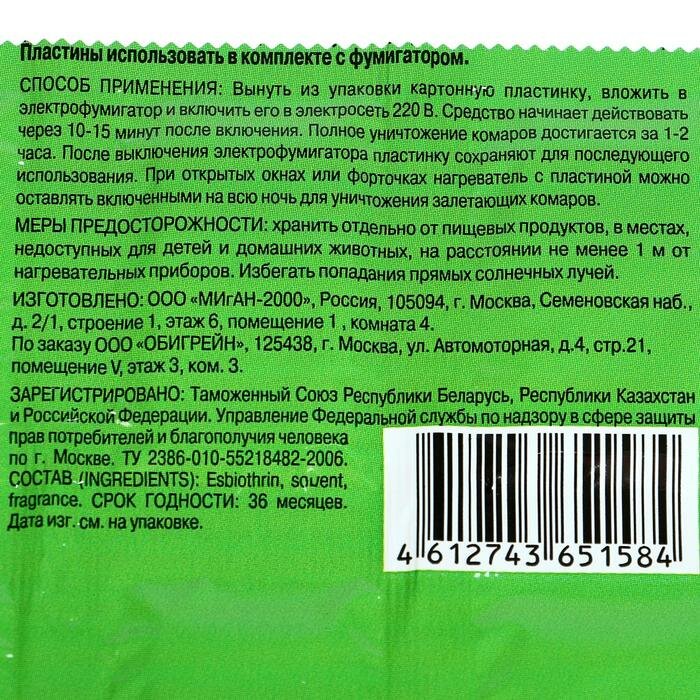 Пластины использовать в комплекте с фумигатором.
СПОСОБ ПРИМЕНЕНИЯ: Вынуть из упаковки картонную пластинку, вложить в
электрофумигатор и включить его в электросеть 220 В. Средство начинает действовать
через 10-15 минут после включения. Полное уничтожение комаров достигается за 1-2
часа. После выключения электрофумигатора пластинку сохраняют для последующего
использования. При открытых окнах или форточках нагреватель с пластиной можно
оставлять включенными на всю ночь для уничтожения залетающих комаров.
МЕРЫ ПРЕДОСТОРОЖНОСТИ: хранить отдельно от пищевых продуктов, в местах,
недоступных для детей и домашних животных, на расстоянии не менее 1 м от
нагревательных приборов. Избегать попадания прямых солнечных лучей.
ИЗГОТОВЛЕНО: ООО «МИгАН-2000», Россия, 105094, г. Москва, Семеновская наб.,
д. 2/1, строение 1, этаж 6, помещение 1 , комната 4.
По заказу ООО «ОБИГРЕЙН», 125438, г. Москва, ул. Автомоторная, д.4, стр.21,
помещение V, этаж 3, ком. 3.
ЗАРЕГИСТРИРОВАНО: Таможенный Союз Республики Беларусь, Республики Казахстан
и Российской Федерации. Управление Федеральной службы по надзору в сфере защиты
прав потребителей и благополучия человека
по г. Москве. ТУ 2386-010-55218482-2006.
СОСТАВ (INGREDIENTS): Esbiothrin, solvent,
fragrance. СРОК ГОДНОСТИ: 36 месяцев.
Дата изг. см. на упаковке.
4 612743 651584